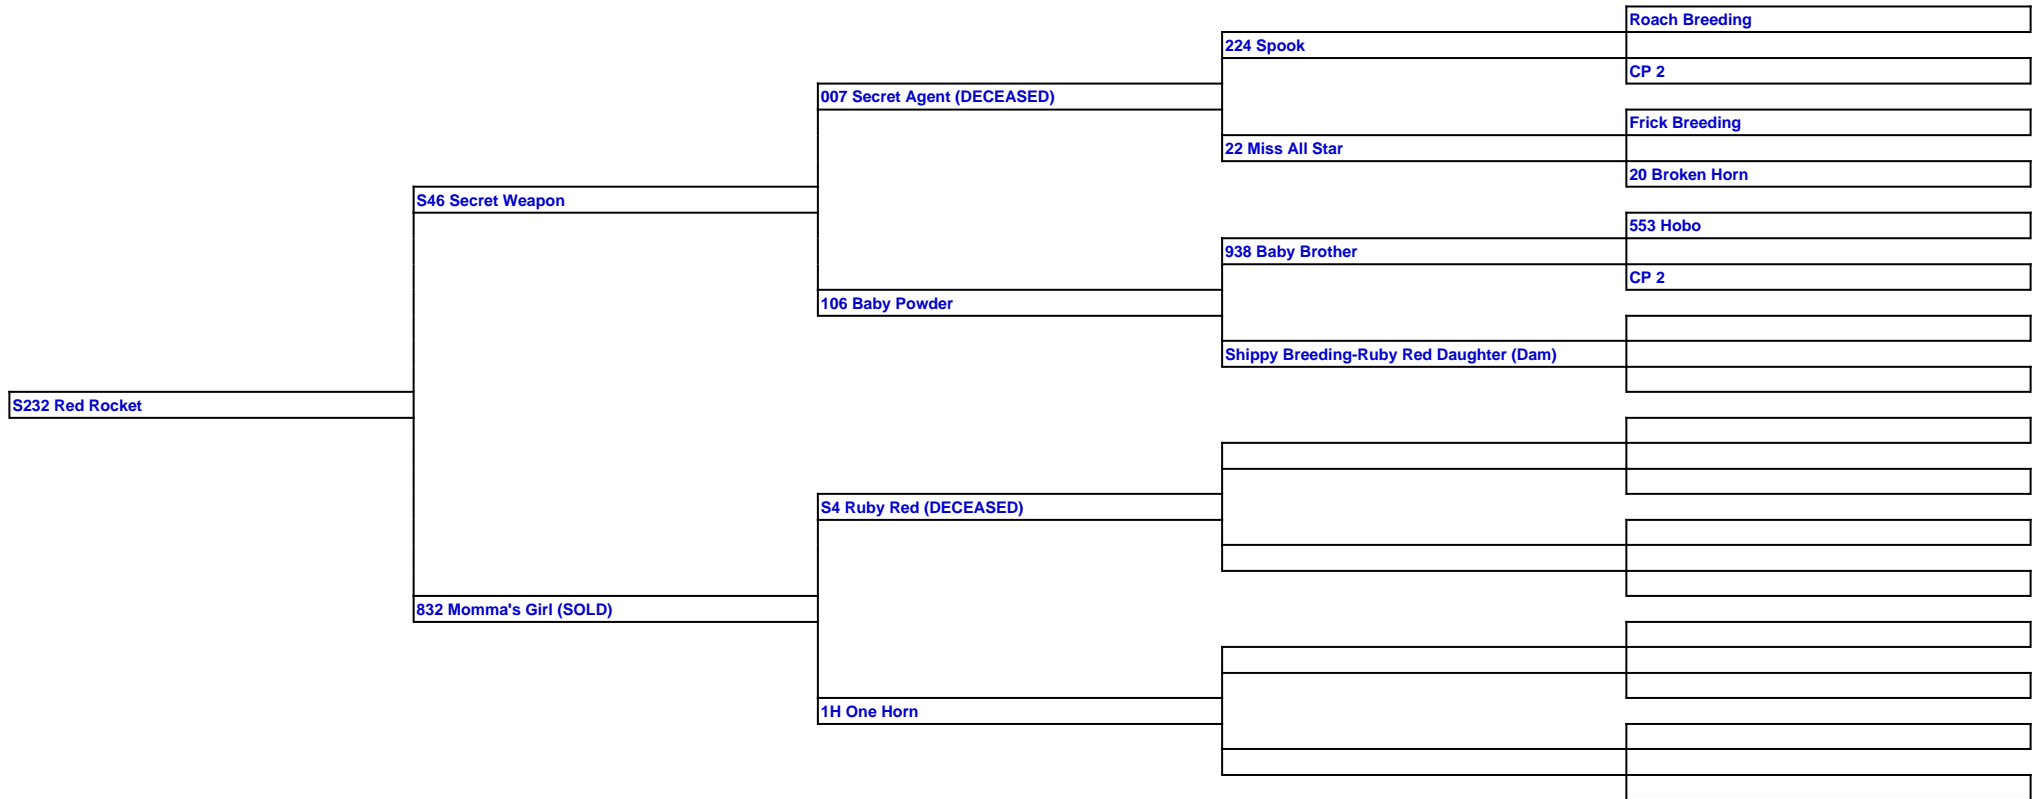 Roach Breeding
224 Spook
CP 2
007 Secret Agent (DECEASED)
Frick Breeding
22 Miss All Star
20 Broken Horn
S46 Secret Weapon
553 Hobo
938 Baby Brother
CP 2
106 Baby Powder
Shippy Breeding-Ruby Red Daughter (Dam)
S232 Red Rocket
S4 Ruby Red (DECEASED)
832 Momma's Girl (SOLD)
1H One Horn